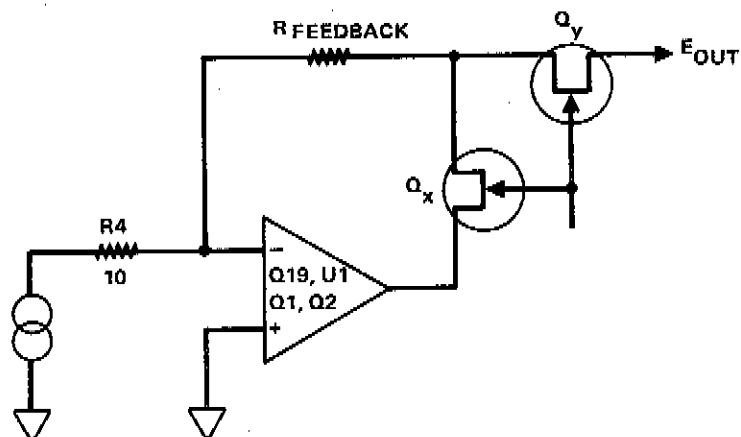 R FEEDBACK
Qy
EOUT
Qx
R4
10
−
Q19, U1
Q1, Q2
+